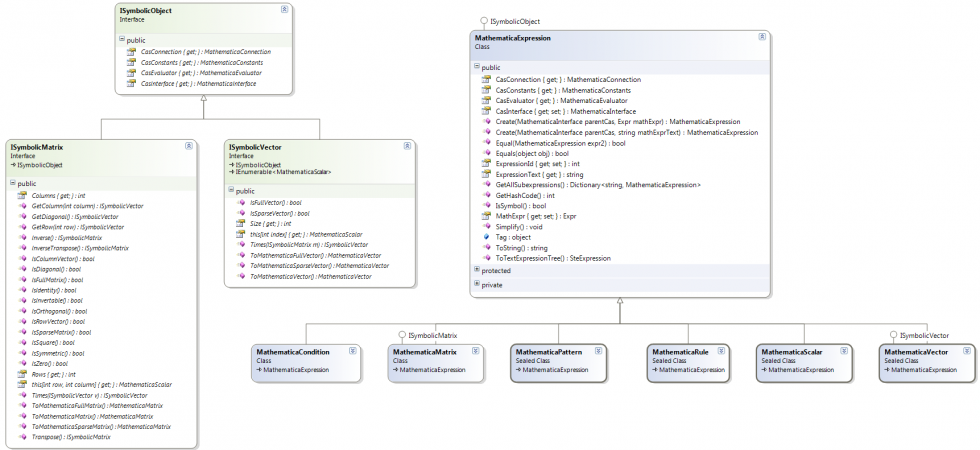 ISymbolicObject
Interface
public
CasConnection { get; } : MathematicaConnection
CasConstants { get; } : MathematicaConstants
CasEvaluator { get; } : MathematicaEvaluator
CasInterface { get; } : MathematicaInterface
ISymbolicMatrix
Interface
ISymbolicObject
public
Columns { get; } : int
GetColumn(int column) : ISymbolicVector
GetDiagonal() : ISymbolicVector
GetRow(int row) : ISymbolicVector
Inverse() : ISymbolicMatrix
InverseTranspose() : ISymbolicMatrix
IsColumnVector() : bool
IsDiagonal() : bool
IsFullMatrix() : bool
IsIdentity() : bool
IsInvertable() : bool
IsOrthogonal() : bool
IsRowVector() : bool
IsSparseMatrix() : bool
IsSquare() : bool
IsSymmetric() : bool
IsZero() : bool
Rows { get; } : int
this[int row, int column] { get; } : MathematicaScalar
Times(ISymbolicVector v) : ISymbolicVector
ToMathematicaFullMatrix() : MathematicaMatrix
ToMathematicaMatrix() : MathematicaMatrix
ToMathematicaSparseMatrix() : MathematicaMatrix
Transpose() : ISymbolicMatrix
ISymbolicVector
Interface
ISymbolicObject
IEnumerable<MathematicaScalar>
public
IsFullVector() : bool
IsSparseVector() : bool
Size { get; } : int
this[int index] { get; } : MathematicaScalar
Times(ISymbolicMatrix m) : ISymbolicVector
ToMathematicaFullVector() : MathematicaVector
ToMathematicaSparseVector() : MathematicaVector
ToMathematicaVector() : MathematicaVector
ISymbolicObject
MathematicaExpression
Class
public
CasConnection { get; } : MathematicaConnection
CasConstants { get; } : MathematicaConstants
CasEvaluator { get; } : MathematicaEvaluator
CasInterface { get; set; } : MathematicaInterface
Create(MathematicaInterface parentCas, Expr mathExpr) : MathematicaExpression
Create(MathematicaInterface parentCas, string mathExprText) : MathematicaExpression
Equal(MathematicaExpression expr2) : bool
Equals(object obj) : bool
ExpressionId { get; set; } : int
ExpressionText { get; } : string
GetAllSubexpressions() : Dictionary<string, MathematicaExpression>
GetHashCode() : int
IsSymbol() : bool
MathExpr { get; set; } : Expr
Simplify() : void
Tag : object
ToString() : string
ToTextExpressionTree() : SteExpression
protected
private
MathematicaCondition
Class
MathematicaExpression
ISymbolicMatrix
MathematicaMatrix
Class
MathematicaExpression
MathematicaPattern
Sealed Class
MathematicaExpression
MathematicaRule
Sealed Class
MathematicaExpression
MathematicaScalar
Sealed Class
MathematicaExpression
ISymbolicVector
MathematicaVector
Sealed Class
MathematicaExpression